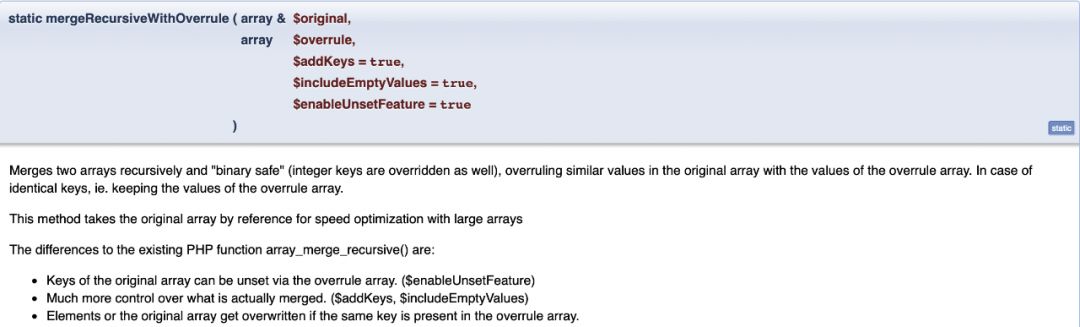 static mergeRecursiveWithOverrule ( array & $original,
array $overrule,
$addKeys = true,
$includeEmptyValues = true,
$enableUnsetFeature = true
)
static
Merges two arrays recursively and "binary safe" (integer keys are overridden as well), overruling similar values in the original array with the values of the overrule array. In case of
identical keys, ie. keeping the values of the overrule array.
This method takes the original array by reference for speed optimization with large arrays
The differences to the existing PHP function array_merge_recursive() are:
• Keys of the original array can be unset via the overrule array. ($enableUnsetFeature)
• Much more control over what is actually merged. ($addKeys, $includeEmptyValues)
• Elements or the original array get overwritten if the same key is present in the overrule array.